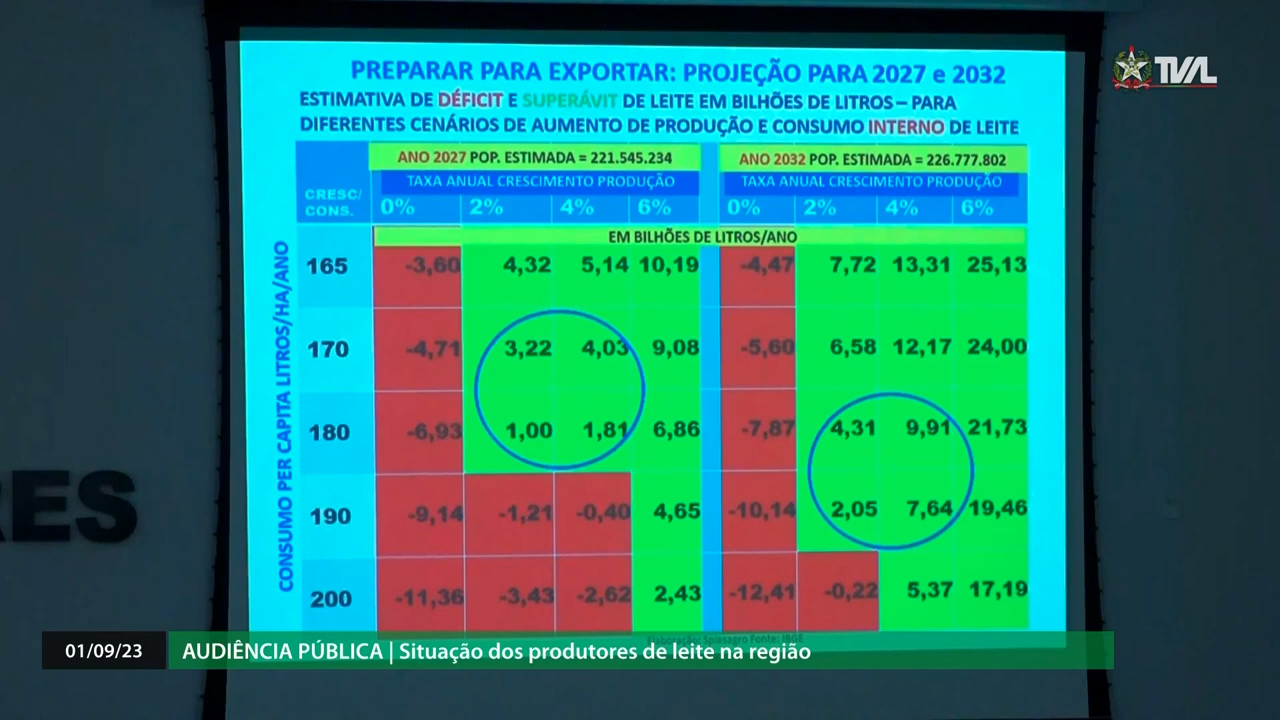 TVAL
PREPARAR PARA EXPORTAR: PROJEÇÃO PARA 2027 e 2032
ESTIMATIVA DE DÉFICIT E SUPERÁVIT DE LEITE EM BILHÕES DE LITROS – PARA
DIFERENTES CENÁRIOS DE AUMENTO DE PRODUÇÃO E CONSUMO INTERNO DE LEITE
ANO 2027 POP. ESTIMADA = 221.545.234 ANO 2032 POP. ESTIMADA = 226.777.802
TAXA ANUAL CRESCIMENTO PRODUÇÃO TAXA ANUAL CRESCIMENTO PRODUÇÃO
CRESC/
CONS. 0% 2% 4% 6% 0% 2% 4% 6%
EM BILHÕES DE LITROS/ANO
CONSUMO PER CAPITA LITROS/HA/ANO
165 -3,60 4,32 5,14 10,19 -4,47 7,72 13,31 25,13
170 -4,71 3,22 4,03 9,08 -5,60 6,58 12,17 24,00
180 -6,93 1,00 1,81 6,86 -7,87 4,31 9,91 21,73
190 -9,14 -1,21 -0,40 4,65 -10,14 2,05 7,64 19,46
200 -11,36 -3,43 -2,62 2,43 -12,41 -0,22 5,37 17,19
Elaboração: Spiesagro Fonte: IBGE
RES
01/09/23 AUDIÊNCIA PÚBLICA | Situação dos produtores de leite na região